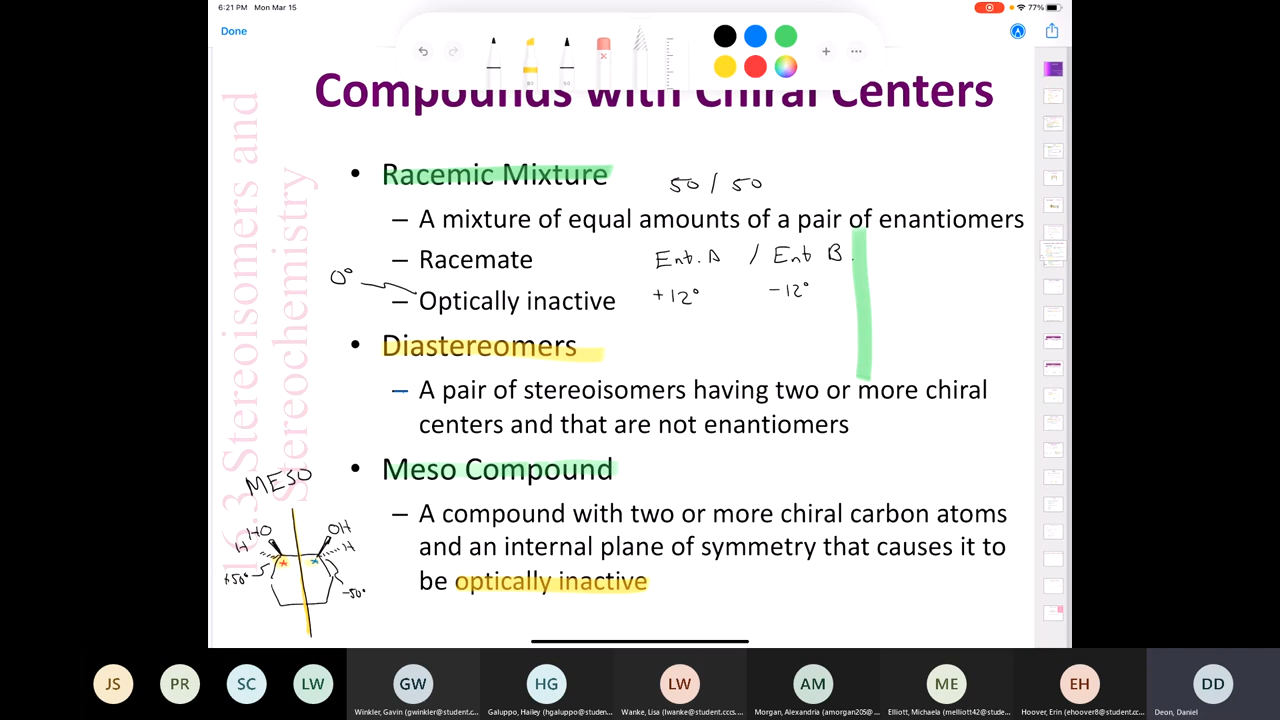 6:21 PM Mon Mar 15
77%
Done
Compounds with Chiral Centers
16.3 Stereoisomers and
Stereochemistry
• Racemic Mixture
50 / 50
– A mixture of equal amounts of a pair of enantiomers
– Racemate
Ent. A / Ent B.
0°
– Optically inactive
+12° -12°
• Diastereomers
– A pair of stereoisomers having two or more chiral
centers and that are not enantiomers
• Meso Compound
– A compound with two or more chiral carbon atoms
and an internal plane of symmetry that causes it to
be optically inactive
MESO
HO OH
H H
+50° -50°
JS PR SC LW GW HG LW AM ME EH DD
Winkler, Gavin (gwinkler@student.c...
Galuppo, Hailey (hgaluppo@studen...
Wanke, Lisa (lwanke@student.cccs....
Morgan, Alexandria (amorgan205@ ...
Elliott, Michaela (melliott42@stude...
Hoover, Erin (ehoover8@student.cc...
Deon, Daniel